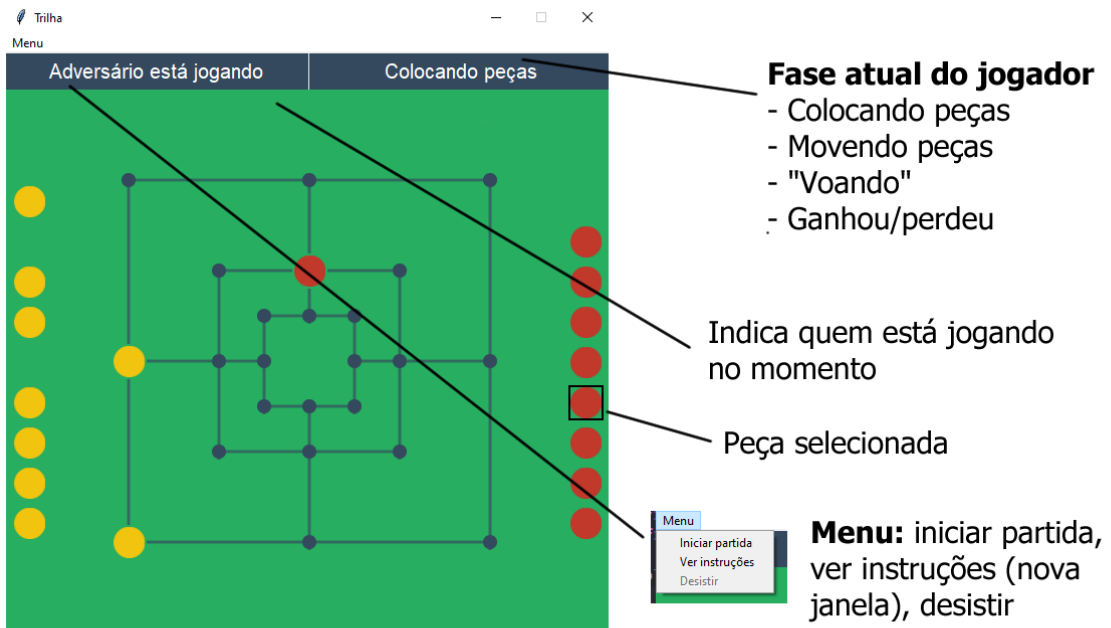 Trilha
Menu
Adversário está jogando
Colocando peças
Fase atual do jogador
- Colocando peças
- Movendo peças
- "Voando"
- Ganhou/perdeu
Indica quem está jogando
no momento
Peça selecionada
Menu
Iniciar partida
Ver instruções
Desistir
Menu: iniciar partida,
ver instruções (nova
janela), desistir